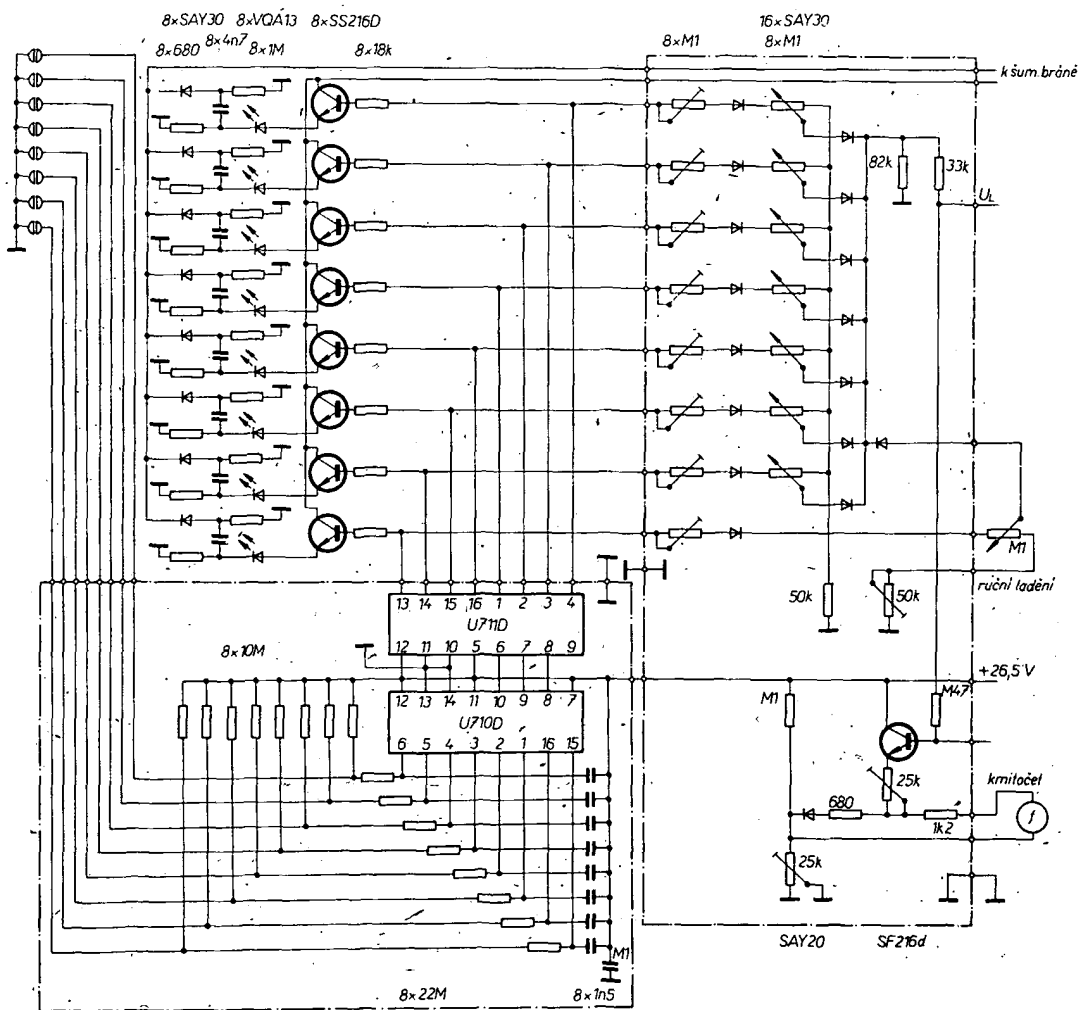 8×SAY30 8×VQA13 8×SS216D
8×680 8×4n7 8×1M 8×18k
16×SAY30
8×M1 8×M1
k šum. bráně
82k 33k
U_L
M1
ruční ladění
50k 50k
13 14 15 16 1 2 3 4
U711D
12 11 10 5 6 7 8 9
8×10M
+26,5V
12 13 14 11 10 9 8 7
U710D
6 5 4 3 2 1 16 15
M1 M47
25k
kmitočet
680
1k2
f
25k
M1
SAY20 SF216d
8×22M 8×1n5